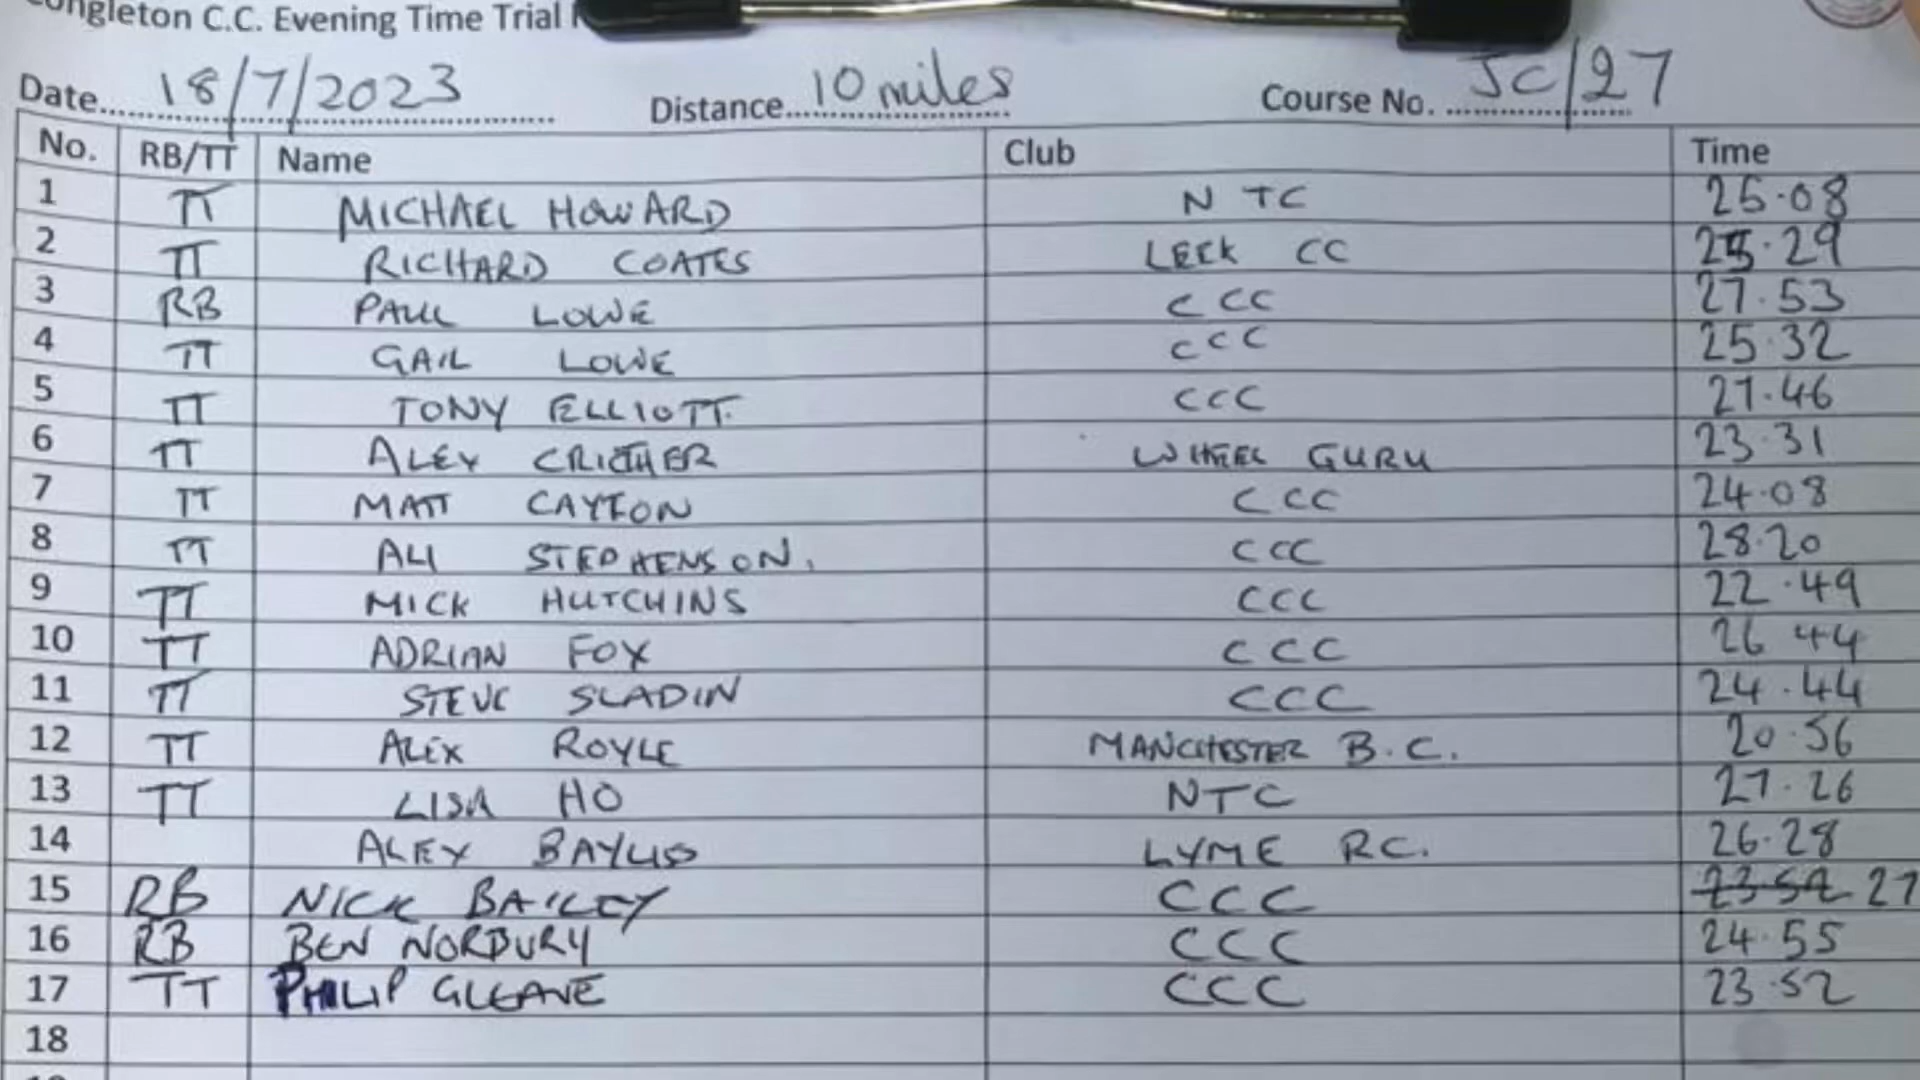 ongleton C.C. Evening Time Trial
Date 18/7/2023 Distance 10 miles Course No. JC/27
No. RB/TT Name Club Time
1 TT MICHAEL HOWARD NTC 25.08
2 TT RICHARD COATES LEEK CC 25.29
3 RB PAUL LOWE CCC 27.53
4 TT GAIL LOWE CCC 25.32
5 TT TONY ELLIOTT. CCC 27.46
6 TT ALEX WHEEL GURU 23.31
7 TT MATT CAYTON CCC 24.08
8 TT ALI STEPHENSON. CCC 28.20
9 TT MICK HUTCHINS CCC 22.49
10 TT ADRIAN FOX CCC 26 44
11 TT STEVE SLADIN CCC 24.44
12 TT ALEX ROYLE MANCHESTER B.C. 20.56
13 TT LISA HO NTC 27.26
14 ALEX BAYLISS LYME RC. 26.28
15 RB NICK BAILEY CCC 23.52 27
16 RB BEN NORBURY CCC 24.55
17 TT PHILIP GLEAVE CCC 23.52
18